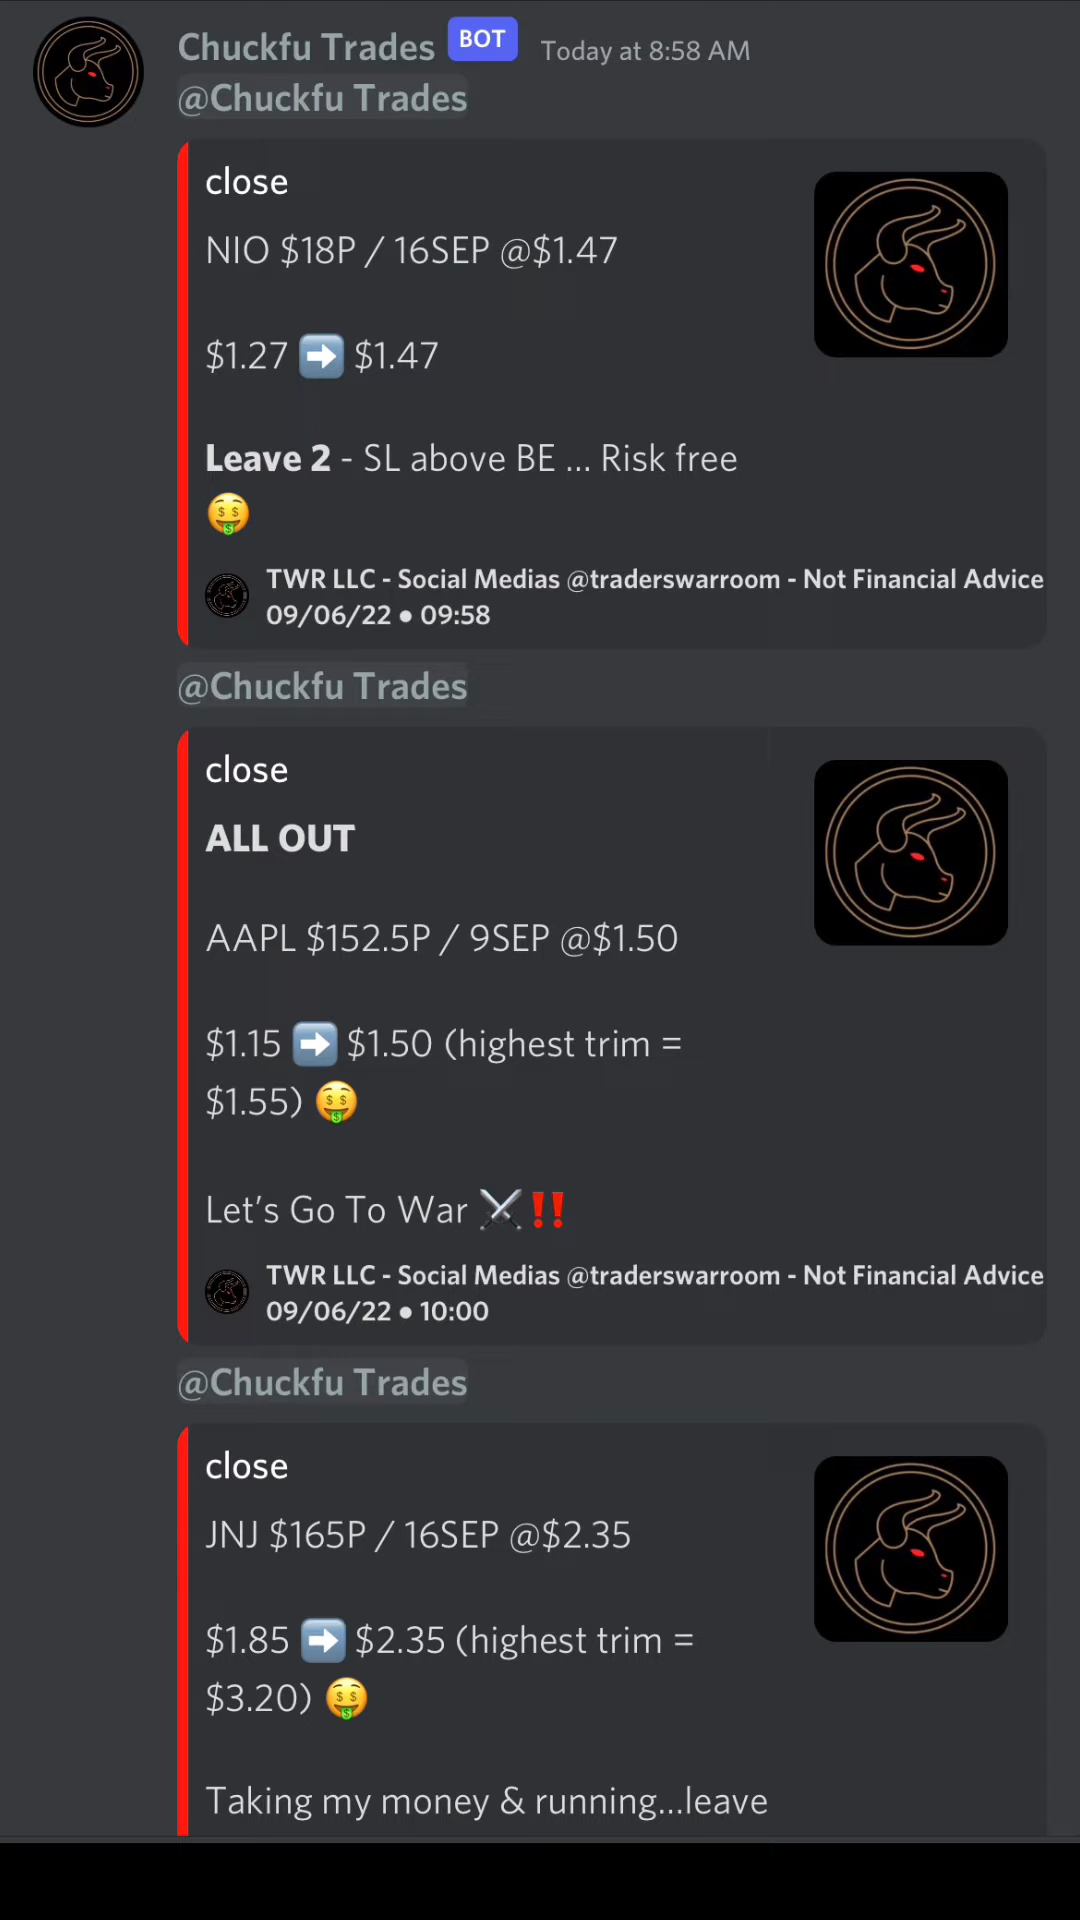 Chuckfu Trades BOT Today at 8:58 AM
@Chuckfu Trades
close
NIO $18P / 16SEP @$1.47
$1.27 ➡️ $1.47
Leave 2 - SL above BE ... Risk free
🤑
TWR LLC - Social Medias @traderswarroom - Not Financial Advice
09/06/22 • 09:58
@Chuckfu Trades
close
ALL OUT
AAPL $152.5P / 9SEP @$1.50
$1.15 ➡️ $1.50 (highest trim =
$1.55) 🤑
Let's Go To War ⚔️‼️
TWR LLC - Social Medias @traderswarroom - Not Financial Advice
09/06/22 • 10:00
@Chuckfu Trades
close
JNJ $165P / 16SEP @$2.35
$1.85 ➡️ $2.35 (highest trim =
$3.20) 🤑
Taking my money & running...leave